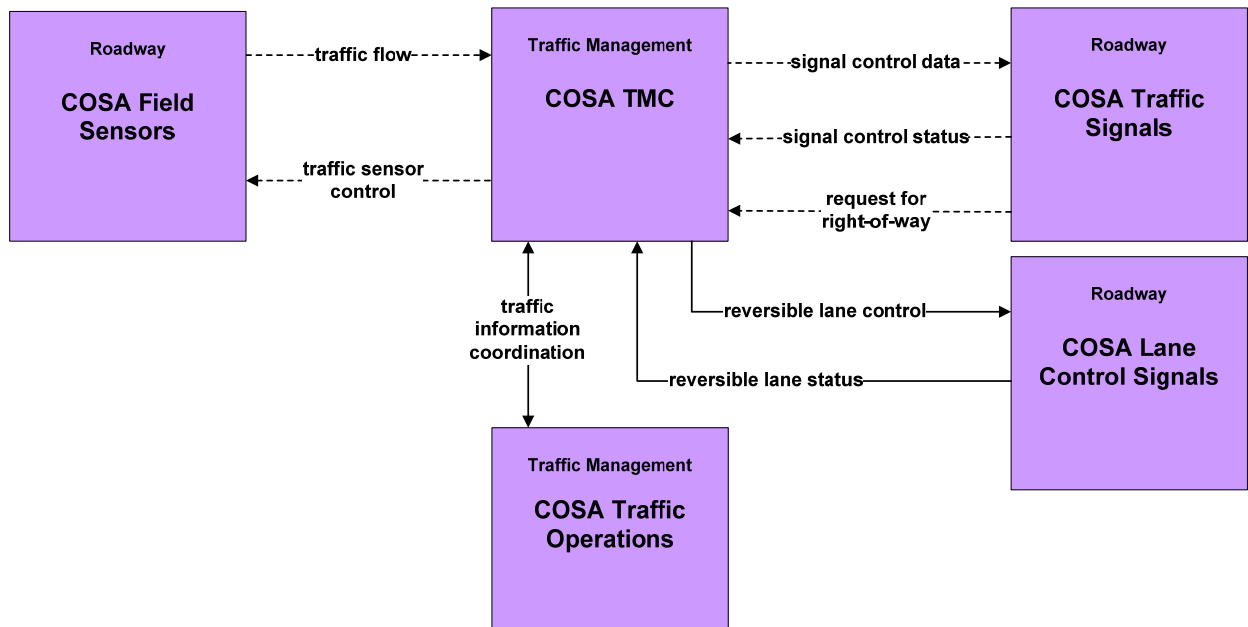 Roadway
COSA Field
Sensors
traffic flow
traffic sensor
control
Traffic Management
COSA TMC
signal control data
signal control status
request for
right-of-way
Roadway
COSA Traffic
Signals
traffic
information
coordination
reversible lane control
reversible lane status
Roadway
COSA Lane
Control Signals
Traffic Management
COSA Traffic
Operations